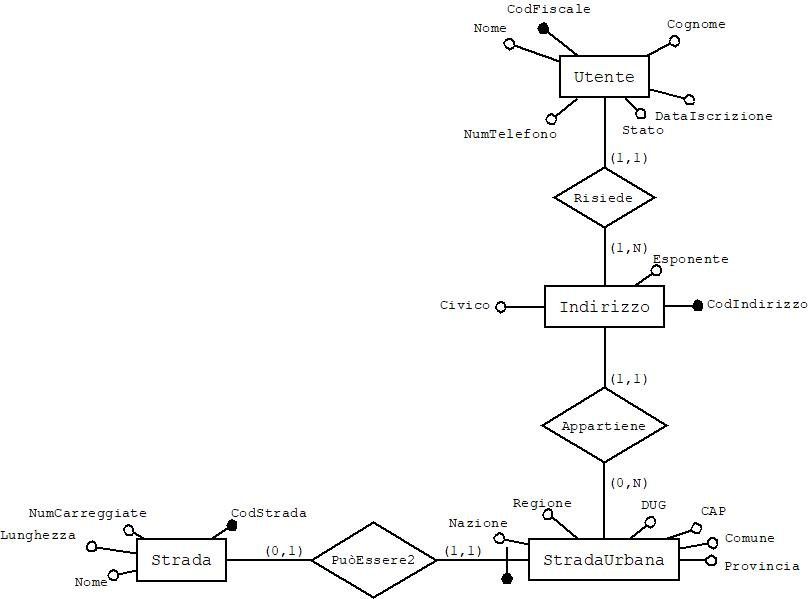 CodFiscale
Nome
Cognome
Utente
DataIscrizione
Stato
NumTelefono
(1,1)
Risiede
(1,N)
Esponente
Civico
Indirizzo
CodIndirizzo
(1,1)
Appartiene
(0,N)
NumCarreggiate
CodStrada
Regione
DUG
CAP
Lunghezza
Nazione
Comune
Strada
(0,1)
PuòEssere2
(1,1)
StradaUrbana
Provincia
Nome